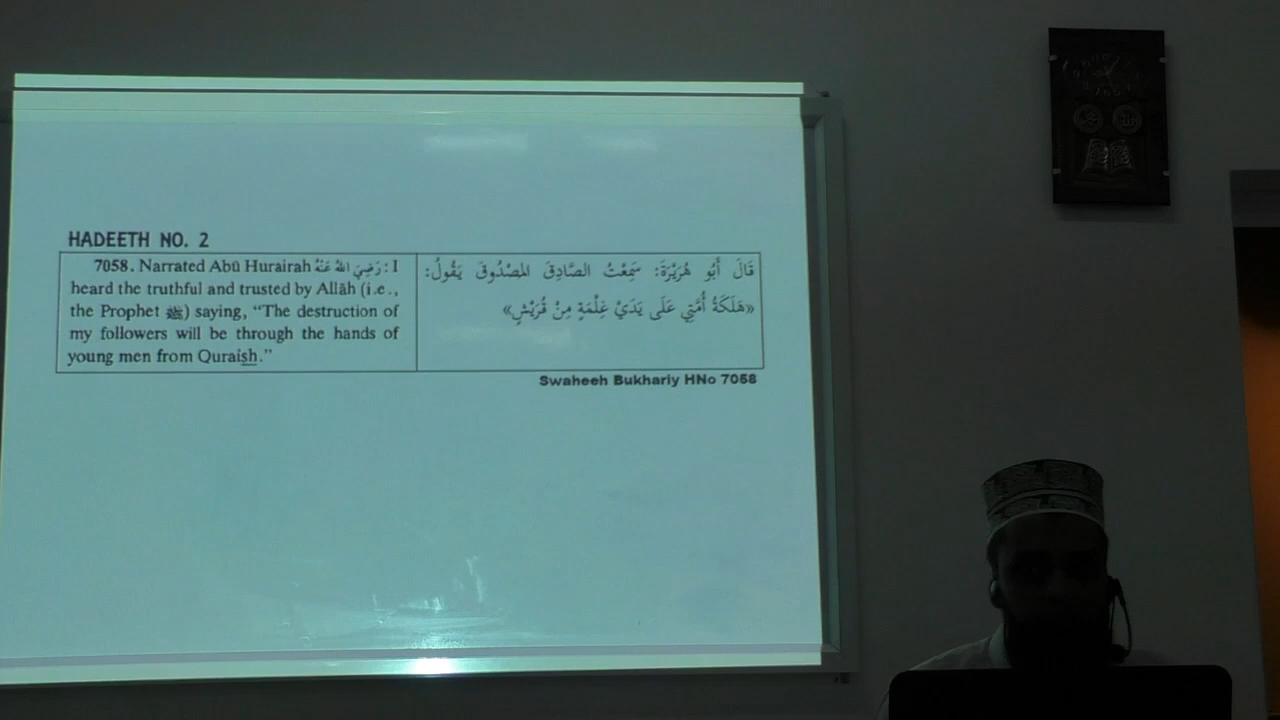 HADEETH NO. 2
7058. Narrated Abū Hurairah رَضِيَ اللهُ عَنْهُ : I
heard the truthful and trusted by Allāh (i.e.,
the Prophet ﷺ) saying, “The destruction of
my followers will be through the hands of
young men from Quraish.”
قَالَ أَبُو هُرَيْرَةَ: سَمِعْتُ الصَّادِقَ المَصْدُوقَ يَقُولُ:
«هَلَكَةُ أُمَّتِي عَلَى يَدَيْ غِلْمَةٍ مِنْ قُرَيْشٍ»
Swaheeh Bukhariy HNo 7058